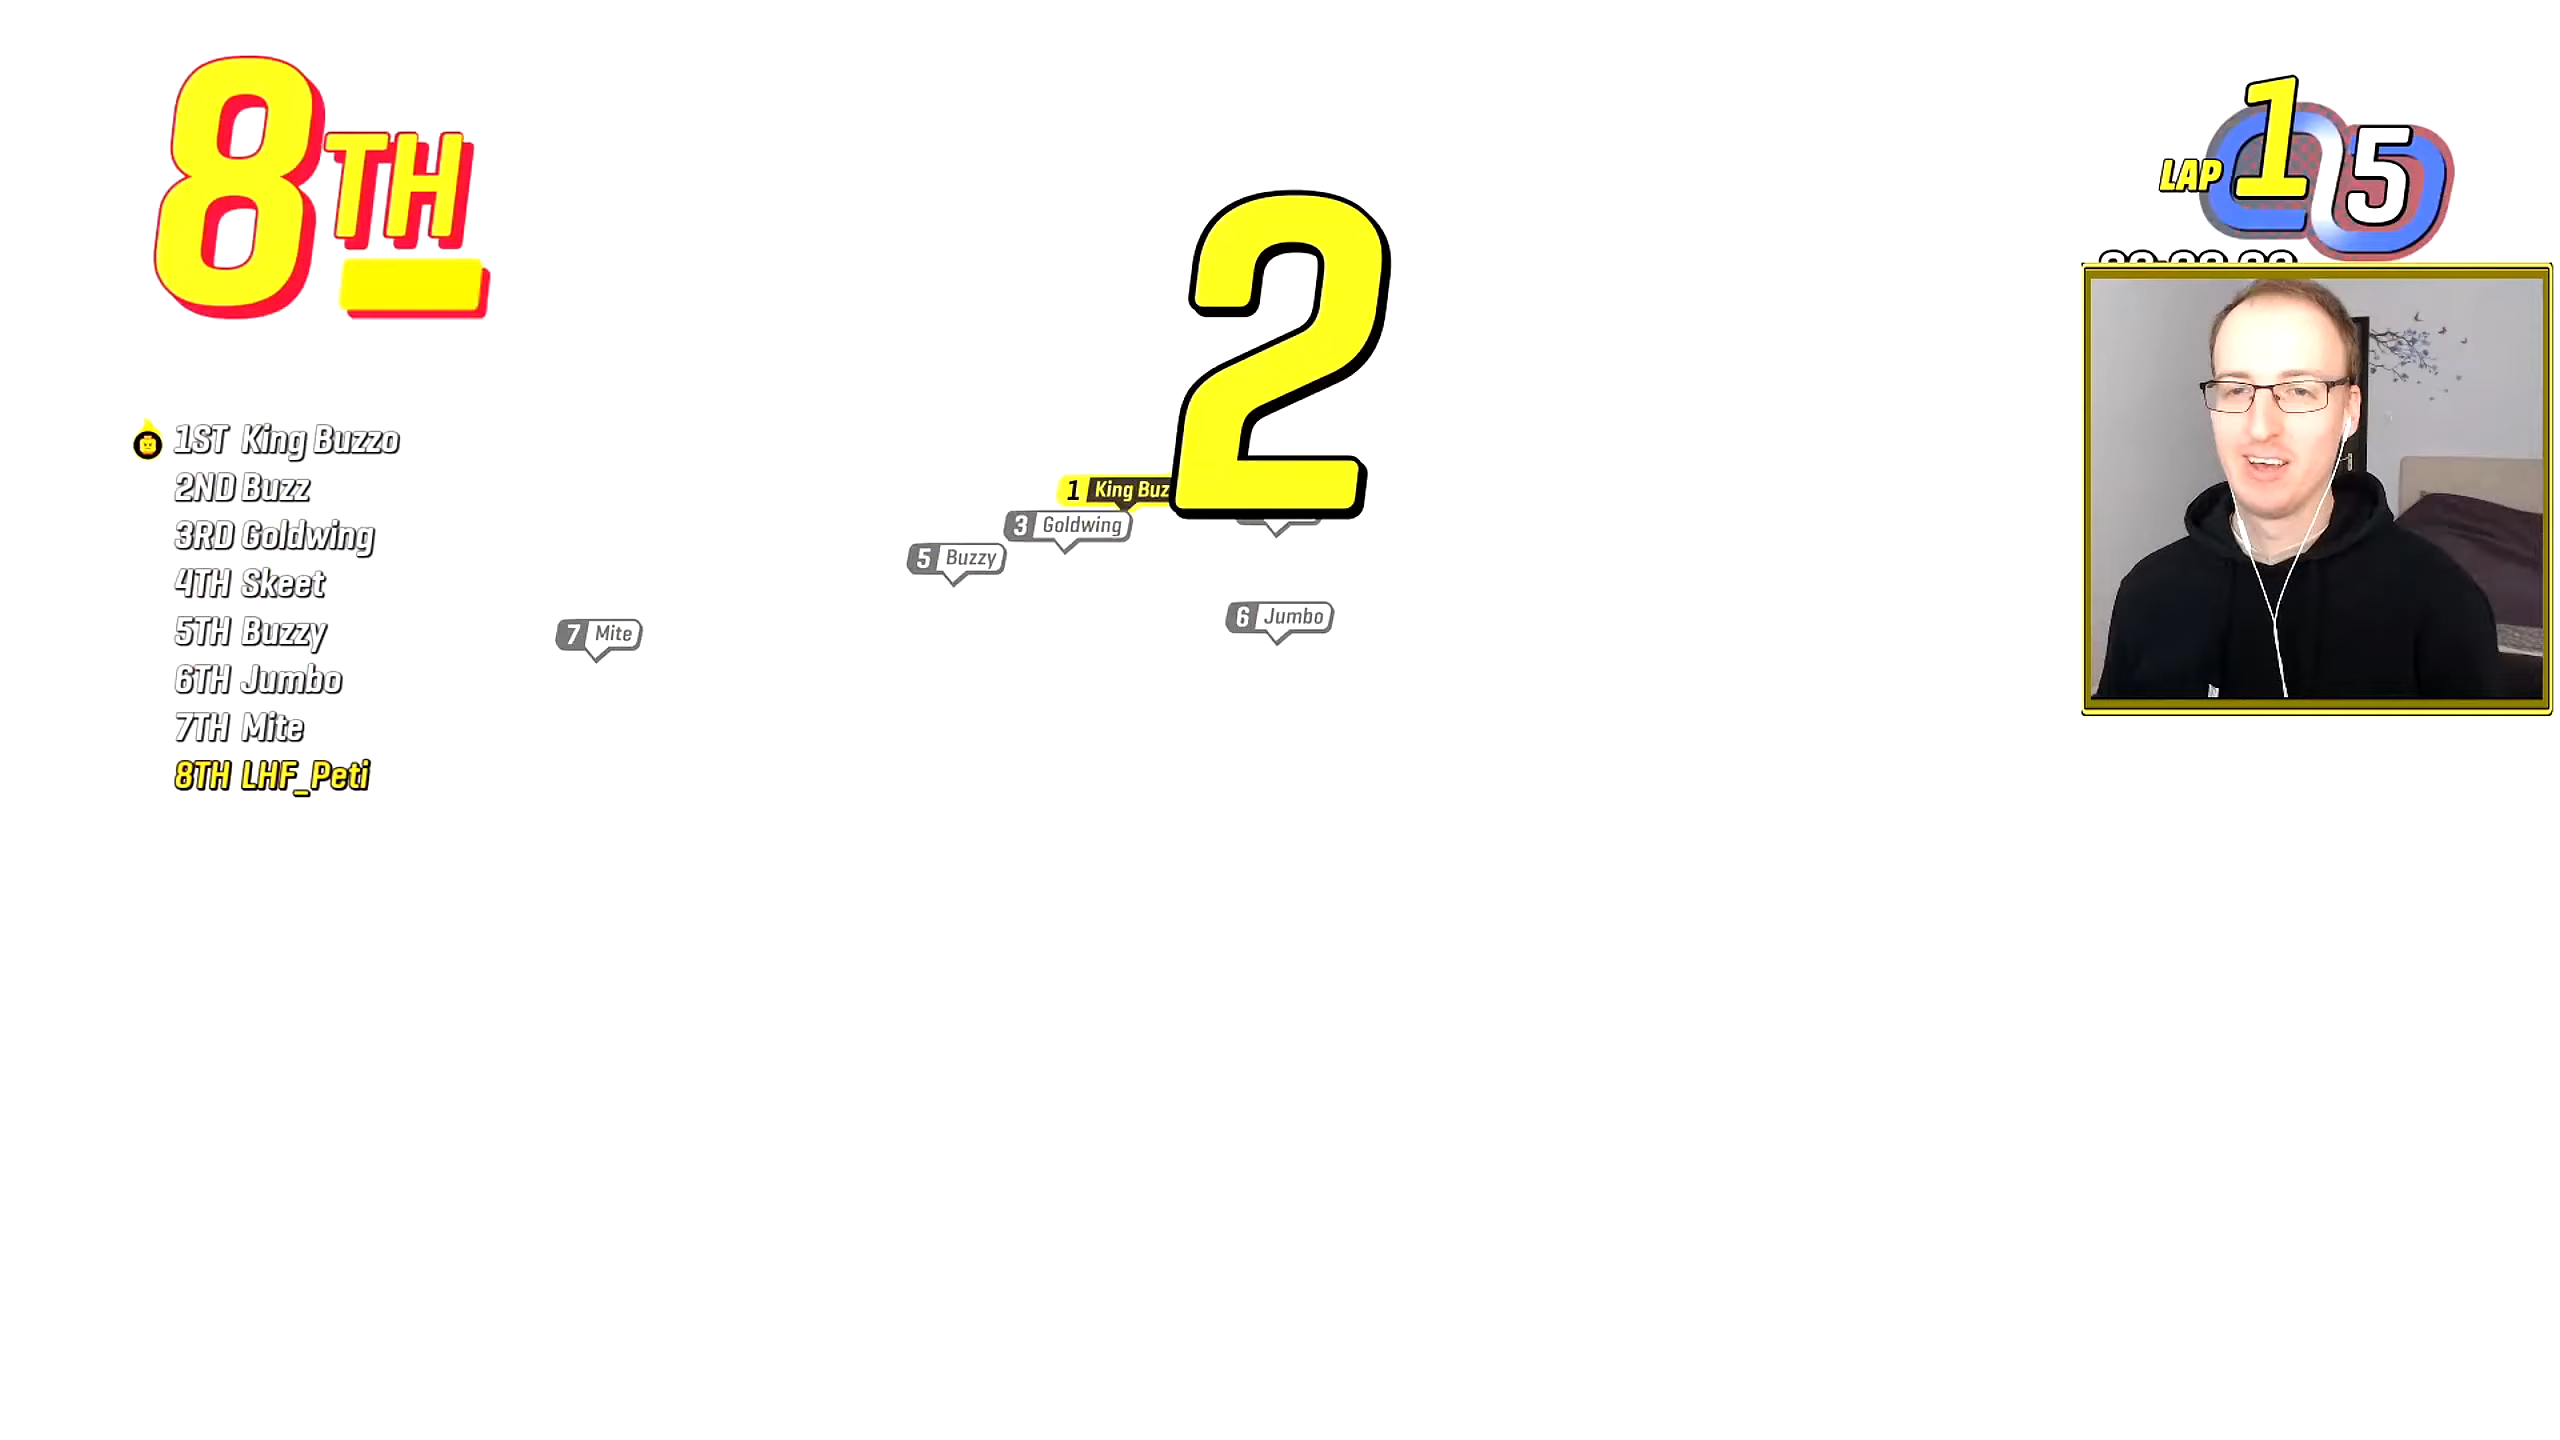 8TH
LAP 1 5
2
1ST King Buzzo
2ND Buzz
3RD Goldwing
4TH Skeet
5TH Buzzy
6TH Jumbo
7TH Mite
8TH LHF_Peti
1 King Buz
3 Goldwing
5 Buzzy
6 Jumbo
7 Mite